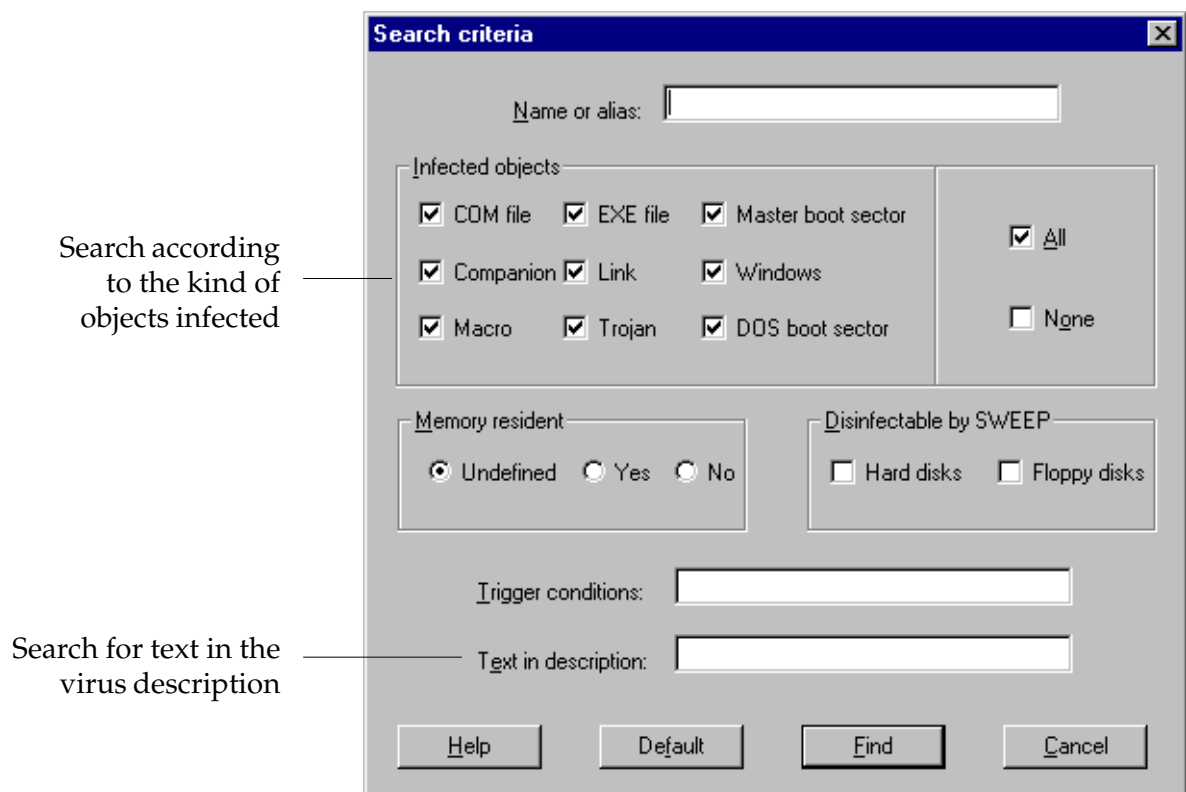 Search criteria
Name or alias:
Infected objects
COM file EXE file Master boot sector
All
Search according
to the kind of
objects infected
Companion Link Windows
Macro Trojan DOS boot sector
None
Memory resident
Undefined Yes No
Disinfectable by SWEEP
Hard disks Floppy disks
Trigger conditions:
Search for text in the
virus description
Text in description:
Help Default Find Cancel